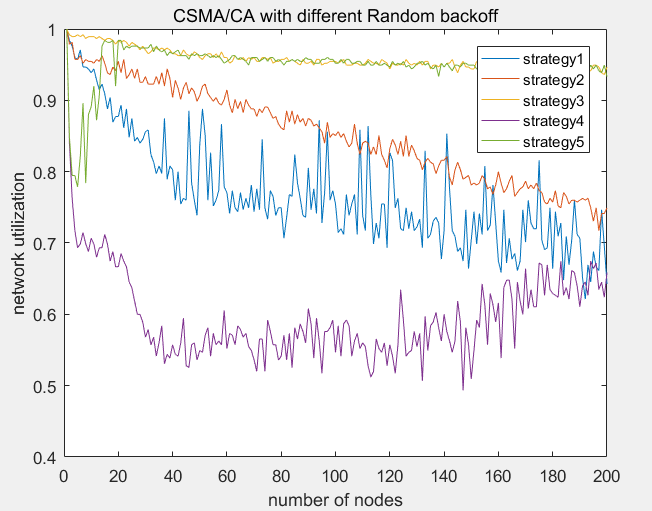 CSMA/CA with different Random backoff
1
0.9
0.8
0.7
0.6
0.5
0.4
network utilization
strategy1
strategy2
strategy3
strategy4
strategy5
0 20 40 60 80 100 120 140 160 180 200
number of nodes